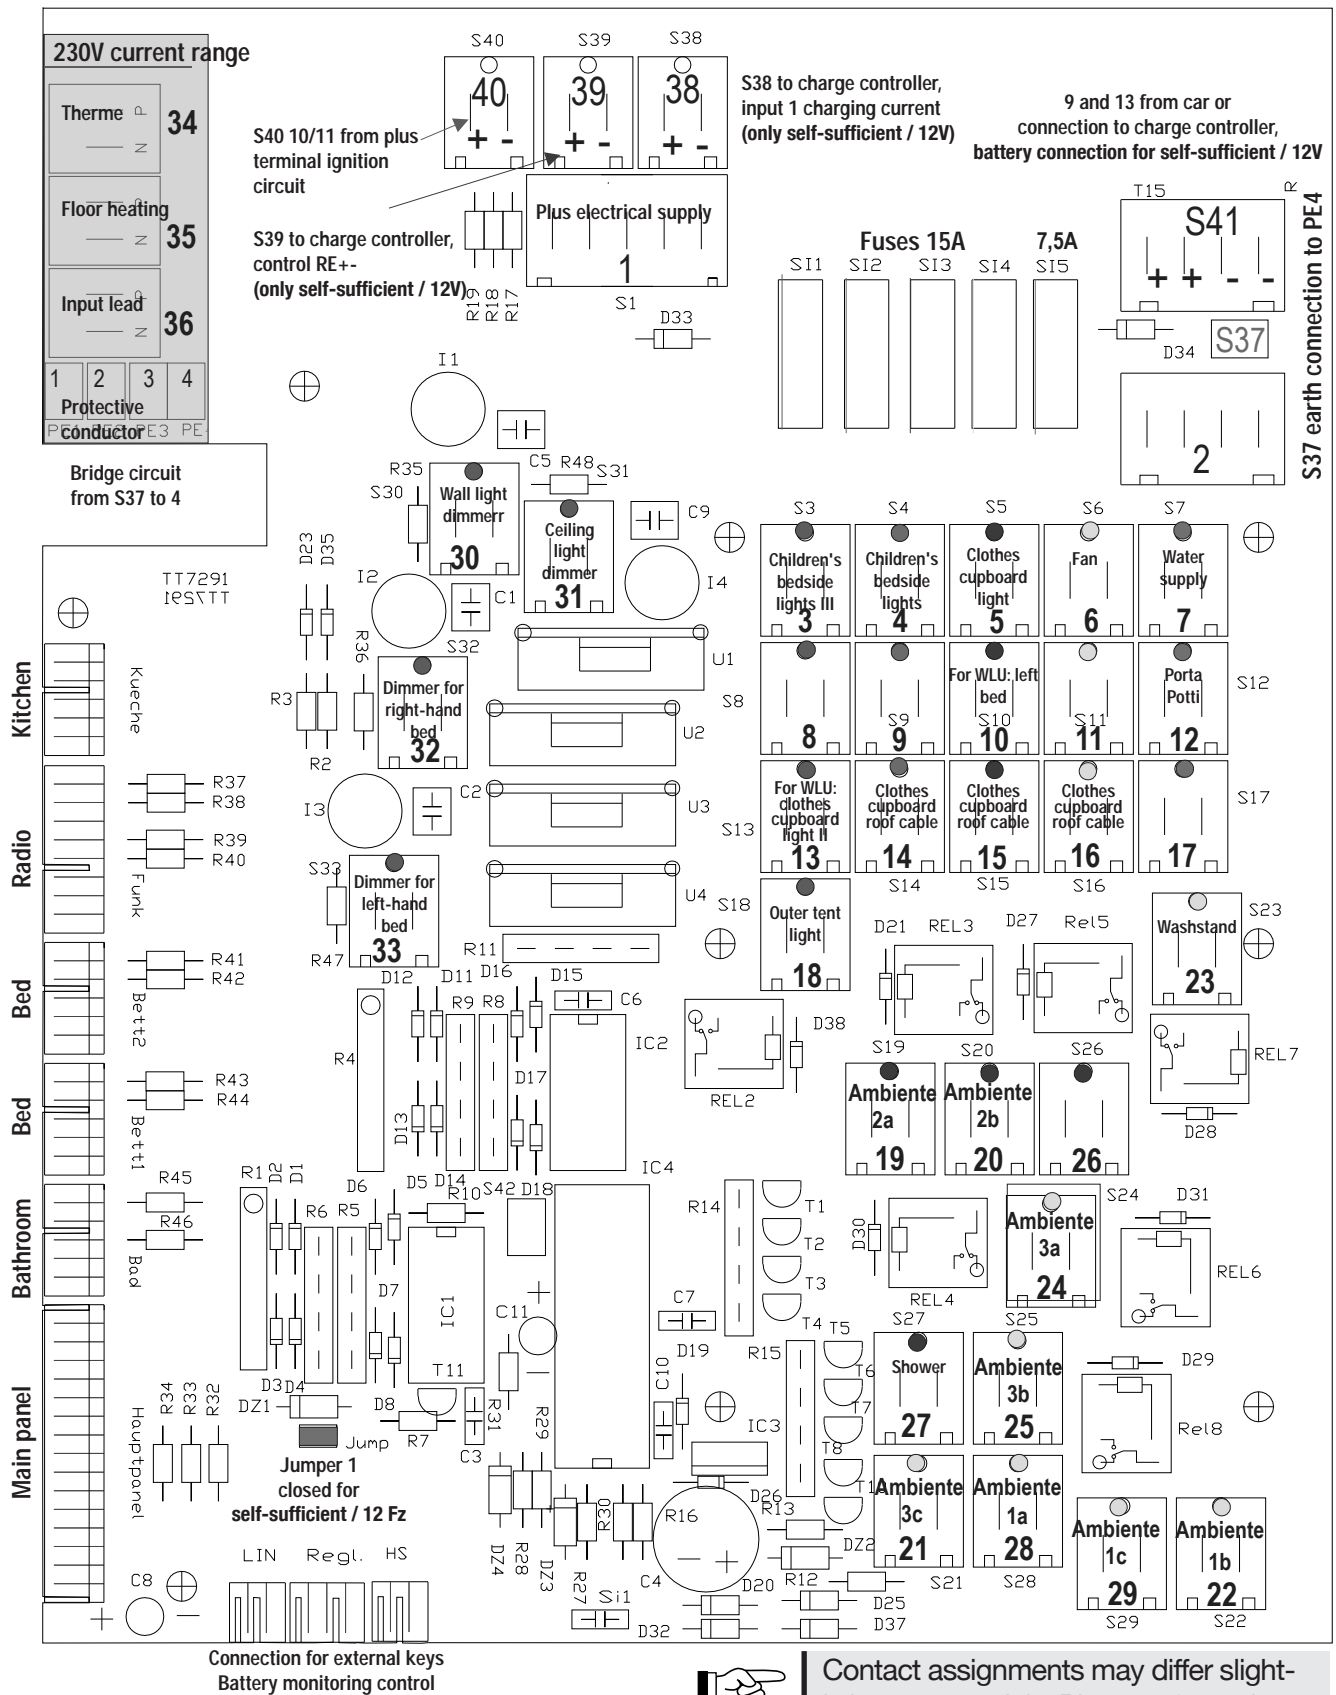 230V current range
Therme
P
N
34
Floor heating
P
N
35
Input lead
P
N
36
1 2 3 4
Protective
conductor
PE1 PE2 PE3 PE
Bridge circuit
from S37 to 4
S40 S39 S38
40 39 38
+ - + - + -
S40 10/11 from plus
terminal ignition
circuit
S39 to charge controller,
control RE+-
(only self-sufficient / 12V)
S38 to charge controller,
input 1 charging current
(only self-sufficient / 12V)
9 and 13 from car or
connection to charge controller,
battery connection for self-sufficient / 12V
Plus electrical supply
1
S1
R19 R18 R17
D33
Fuses 15A 7,5A
SI1 SI2 SI3 SI4 SI5
T15
R
S41
+ + - -
D34
S37
2
S37 earth connection to PE4
I1
C5 R48 S31
R35
S30
Wall light
dimmerr
30
Ceiling
light
dimmer
31
C9
I4
TT7291
TT7291
D23 D35
I2
C1
S32
R36
R3
R2
Dimmer for
right-hand
bed
32
U1
U2
U3
U4
I3
C2
S33
Dimmer for
left-hand
bed
33
R47
R11
S3 S4 S5 S6 S7
Children's
bedside
lights III
3
Children's
bedside
lights
4
Clothes
cupboard
light
5
Fan
6
Water
supply
7
S8
8
S9
9
For WLU: left
bed
S10
10
S11
11
Porta
Potti
12
S12
S13
For WLU:
clothes
cupboard
light II
13
Clothes
cupboard
roof cable
14
Clothes
cupboard
roof cable
15
Clothes
cupboard
roof cable
16
17
S17
S14 S15 S16
S18
Outer tent
light
18
D21 REL3 D27 Rel5
Washstand
23
S23
Kitchen
Kueche
Radio
Funk
R37
R38
R39
R40
Bed
Bett2
R41
R42
Bed
Bett1
R43
R44
Bathroom
Bad
R45
R46
Main panel
Hauptpanel
D12 D11 D16 D15
R9 R8
C6
IC2
R4
D17
D13
D14
D18
REL2
D38
S19 S20 S26
Ambiente
2a
19
Ambiente
2b
20
26
REL7
D28
R1 D2 D1
R6 R5
D6
D5
R10
S42
IC4
D7
IC1
T11
D3 D4
D8
C11
+
-
R14
T1
T2
T3
T4
C7
D19
D30
REL4
S24
Ambiente
3a
24
D31
REL6
S27 S25
T5
T6
T7
T8
R15
Shower
27
Ambiente
3b
25
D29
Rel8
C10
IC3
D26
R34 R33 R32
DZ1
Jump
R7
C3
R31
R29
DZ4
R28
DZ3
R27
R30
R16
C4
- +
R13
DZ2
R12
D20
D25
D32
D37
Si1
Jumper 1
closed for
self-sufficient / 12 Fz
Ambiente
3c
21
Ambiente
1a
28
Ambiente
1c
29
Ambiente
1b
22
S21 S28
S29 S22
C8
+ -
LIN Regl. HS
Connection for external keys
Battery monitoring control
Contact assignments may differ slight-